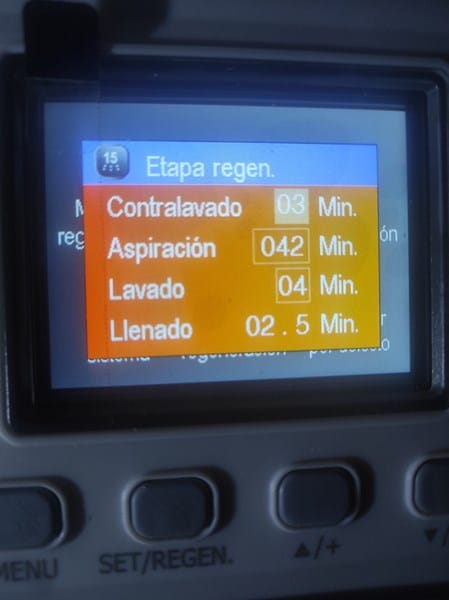 15
Etapa regen.
Contralavado 03 Min.
Aspiración 042 Min.
Lavado 04 Min.
Llenado 02.5 Min.
MENU SET/REGEN. ▲/+ ▼/